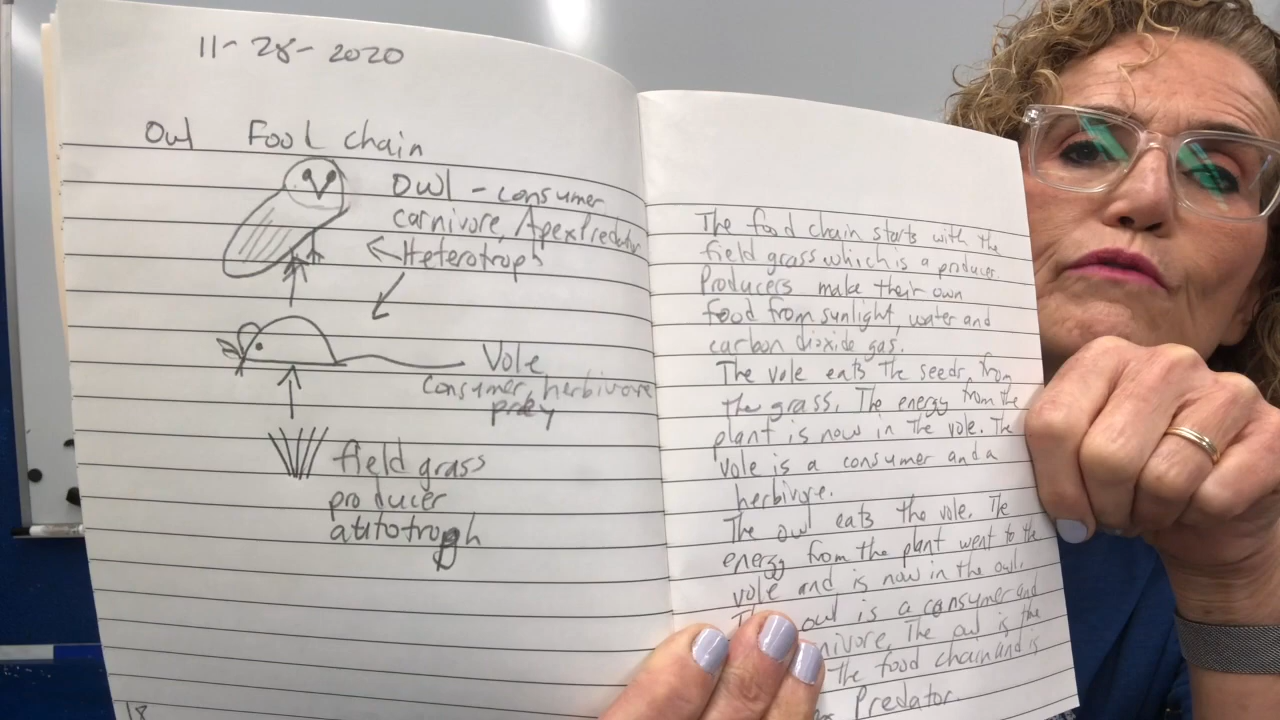 11-28-2020
Owl Food chain
Owl - consumer
carnivore, Apex Predator
Heterotroph
Vole
Consumer, herbivore
prey
field grass
producer
autotroph
18
The food chain starts with the
field grass which is a producer.
Producers make their own
food from sunlight, water and
carbon dioxide gas.
The vole eats the seeds from
the grass. The energy from the
plant is now in the vole. The
vole is a consumer and a
herbivore.
The owl eats the vole. The
energy from the plant went to the
vole and is now in the owl.
owl is a consumer and
nivore. The owl is the
The food chain and is
Predator